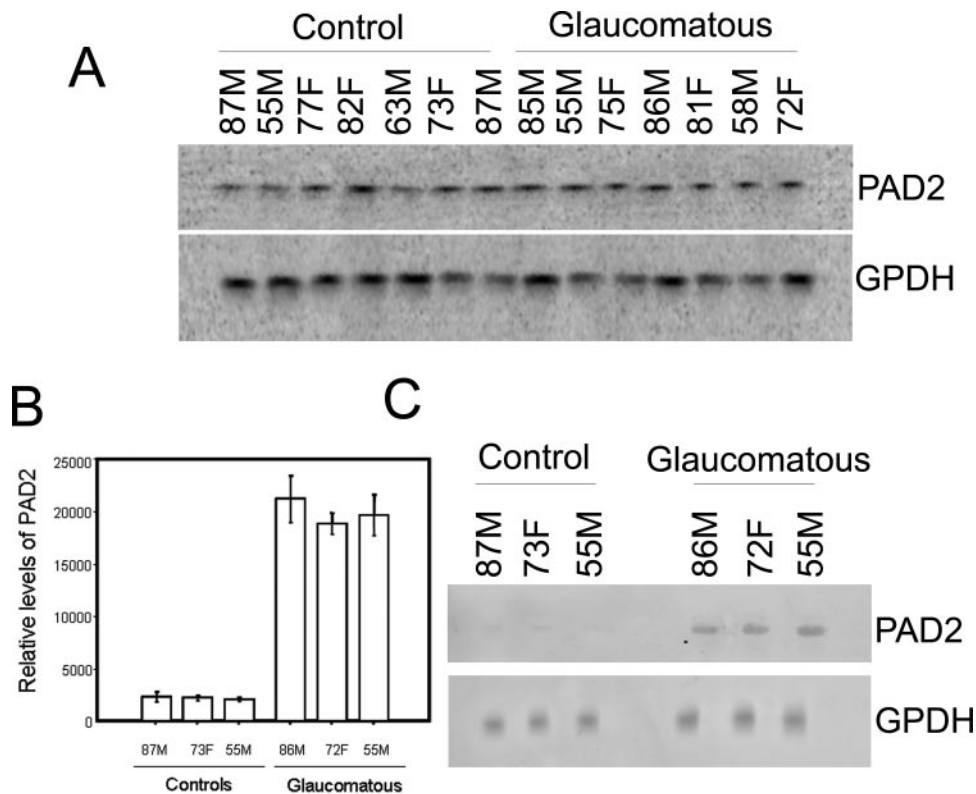 A
Control Glaucomatous
87M 55M 77F 82F 63M 73F 87M 85M 55M 75F 86M 81F 58M 72F
PAD2
GPDH
B
Relative levels of PAD2
25000
20000
15000
10000
5000
0
87M 73F 55M 86M 72F 55M
Controls Glaucomatous
C
Control Glaucomatous
87M 73F 55M 86M 72F 55M
PAD2
GPDH